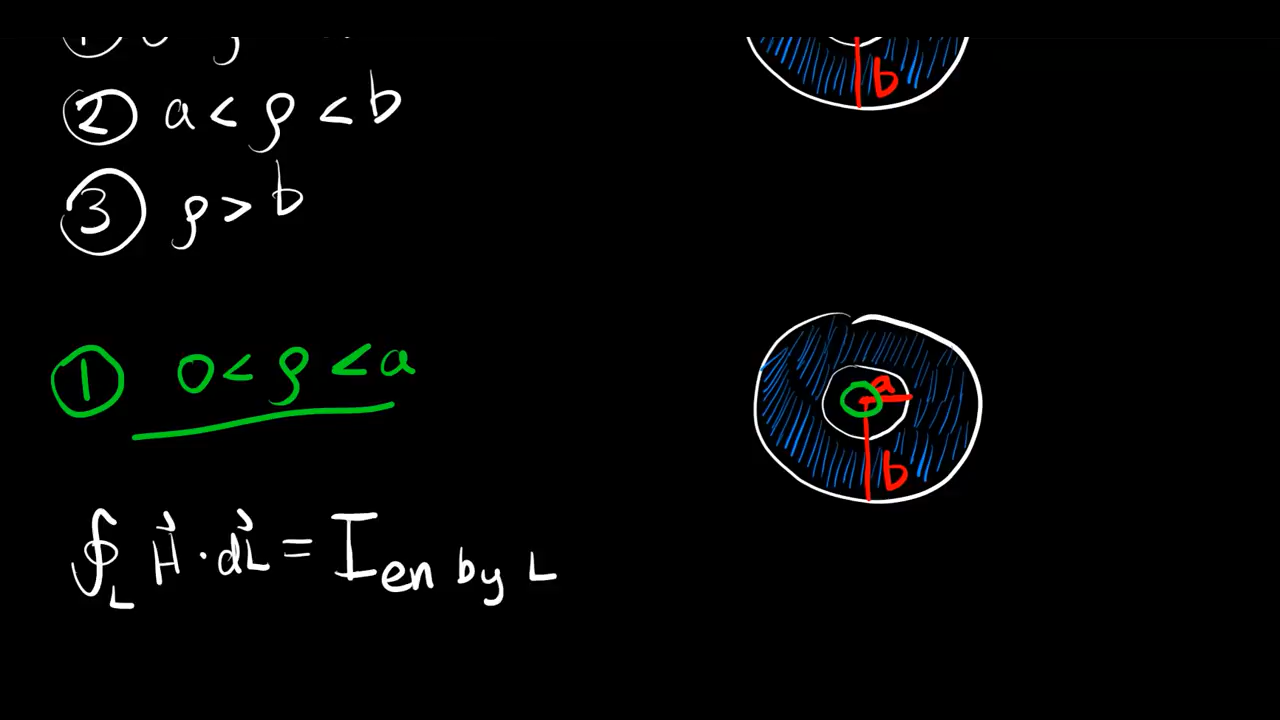 b
② a < ρ < b
③ ρ > b
① 0 < ρ < a
a
b
∮_L H⃗ · dL⃗ = I_en by L